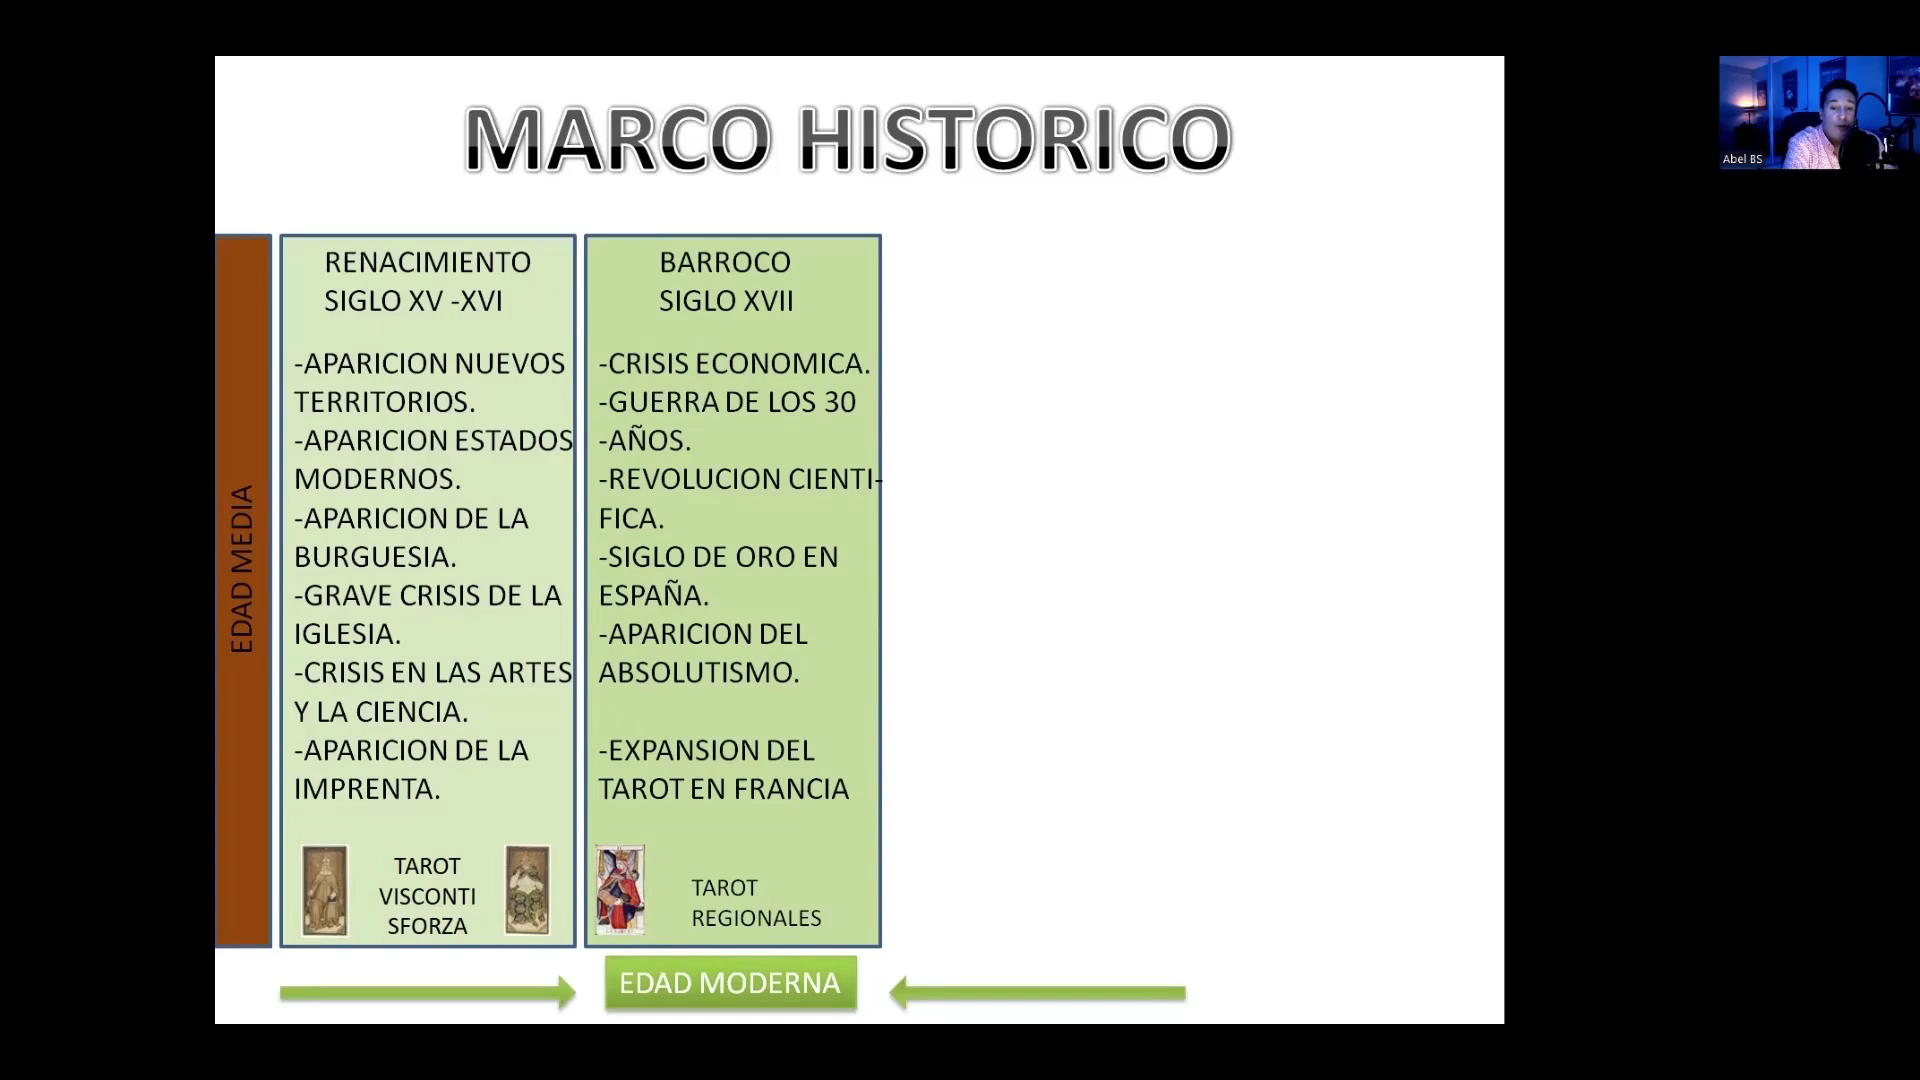 MARCO HISTORICO
Abel BS
EDAD MEDIA
RENACIMIENTO
SIGLO XV -XVI
-APARICION NUEVOS
TERRITORIOS.
-APARICION ESTADOS
MODERNOS.
-APARICION DE LA
BURGUESIA.
-GRAVE CRISIS DE LA
IGLESIA.
-CRISIS EN LAS ARTES
Y LA CIENCIA.
-APARICION DE LA
IMPRENTA.
TAROT
VISCONTI
SFORZA
BARROCO
SIGLO XVII
-CRISIS ECONOMICA.
-GUERRA DE LOS 30
-AÑOS.
-REVOLUCION CIENTI-
FICA.
-SIGLO DE ORO EN
ESPAÑA.
-APARICION DEL
ABSOLUTISMO.
-EXPANSION DEL
TAROT EN FRANCIA
TAROT
REGIONALES
EDAD MODERNA